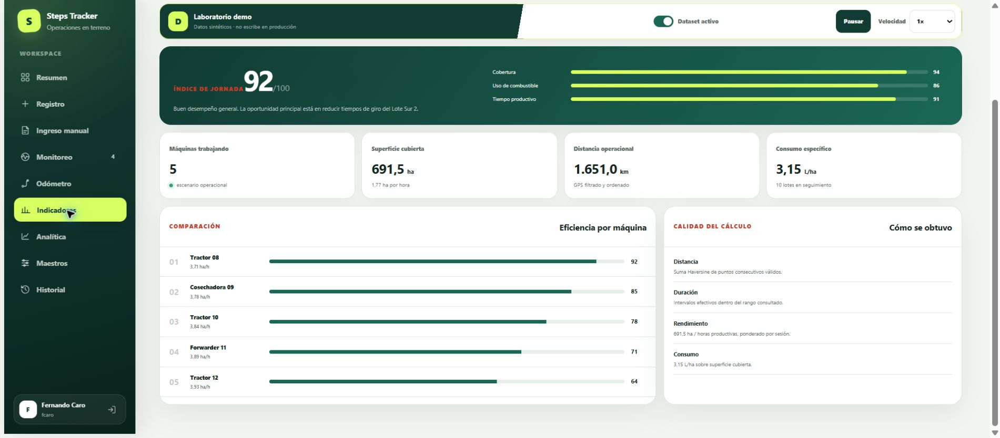 S
Steps Tracker
Operaciones en terreno
WORKSPACE
Resumen
Registro
Ingreso manual
Monitoreo 4
Odómetro
Indicadores
Analítica
Maestros
Historial
F
Fernando Caro
fcaro
D
Laboratorio demo
Datos sintéticos · no escribe en producción
Dataset activo
Pausar
Velocidad
1x
ÍNDICE DE JORNADA 92/100
Buen desempeño general. La oportunidad principal está en reducir tiempos de giro del Lote Sur 2.
Cobertura 94
Uso de combustible 86
Tiempo productivo 91
Máquinas trabajando
5
escenario operacional
Superficie cubierta
691,5 ha
1,77 ha por hora
Distancia operacional
1.651,0 km
GPS filtrado y ordenado
Consumo específico
3,15 L/ha
10 lotes en seguimiento
COMPARACIÓN
Eficiencia por máquina
01 Tractor 08 92
3,71 ha/h
02 Cosechadora 09 85
3,78 ha/h
03 Tractor 10 78
3,84 ha/h
04 Forwarder 11 71
3,89 ha/h
05 Tractor 12 64
3,93 ha/h
CALIDAD DEL CÁLCULO
Cómo se obtuvo
Distancia
Suma Haversine de puntos consecutivos válidos.
Duración
Intervalos efectivos dentro del rango consultado.
Rendimiento
691,5 ha / horas productivas, ponderado por sesión.
Consumo
3,15 L/ha sobre superficie cubierta.